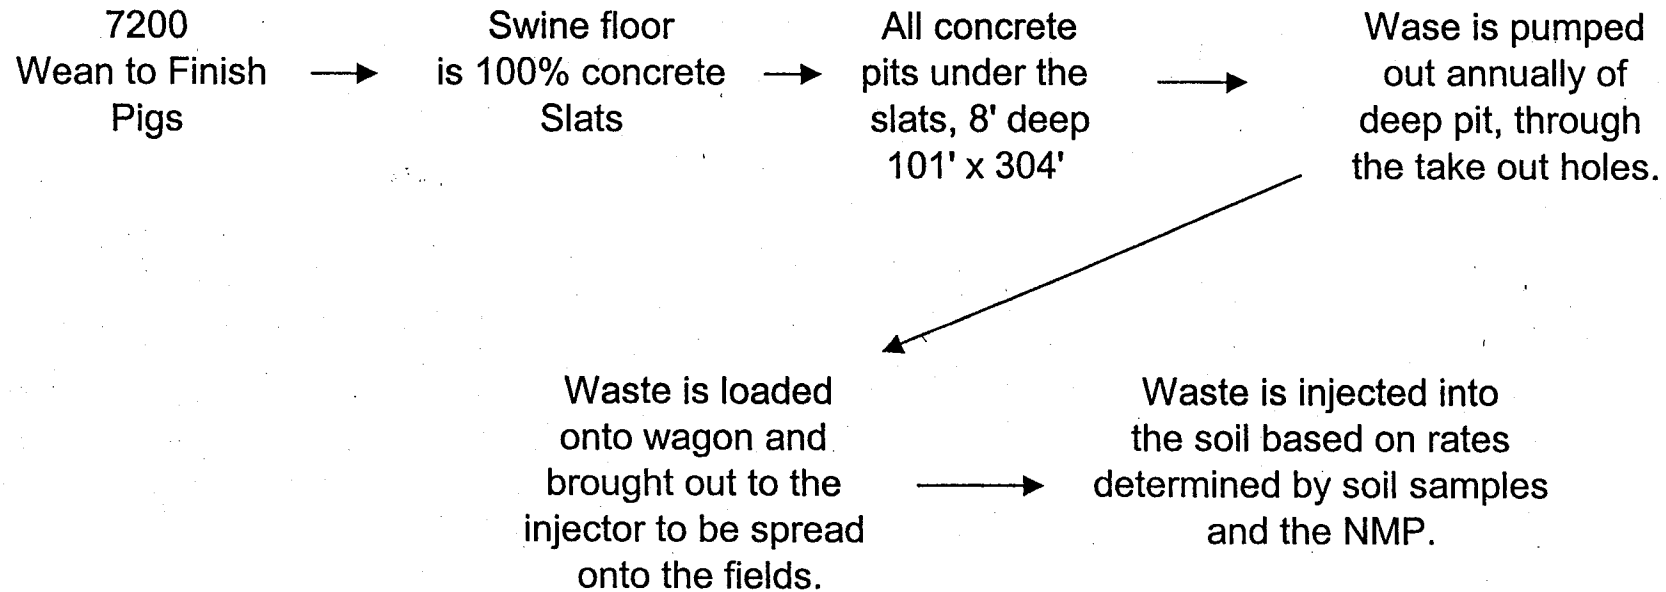 7200
Wean to Finish
Pigs
Swine floor
is 100% concrete
Slats
All concrete
pits under the
slats, 8' deep
101' x 304'
Wase is pumped
out annually of
deep pit, through
the take out holes.
Waste is loaded
onto wagon and
brought out to the
injector to be spread
onto the fields.
Waste is injected into
the soil based on rates
determined by soil samples
and the NMP.